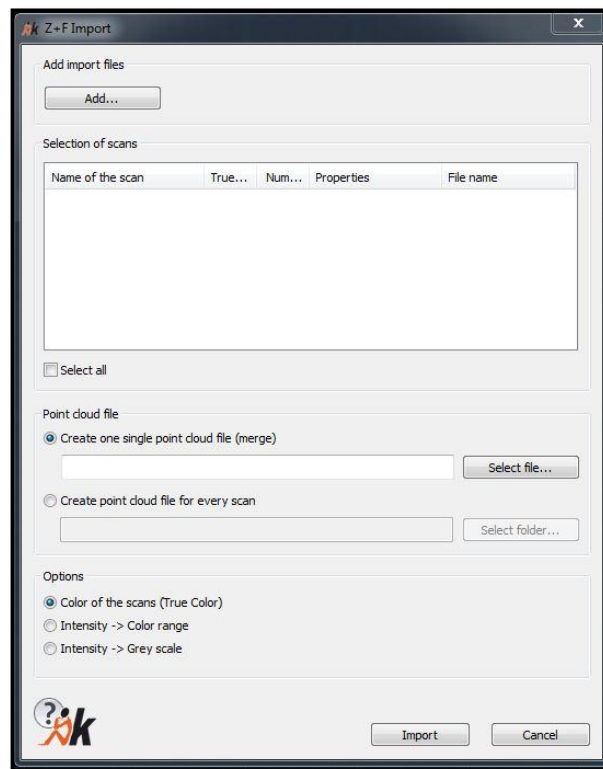 Z+F Import
x
Add import files
Add...
Selection of scans
Name of the scan True... Num... Properties File name
Select all
Point cloud file
Create one single point cloud file (merge)
Select file...
Create point cloud file for every scan
Select folder...
Options
Color of the scans (True Color)
Intensity -> Color range
Intensity -> Grey scale
? k
Import Cancel